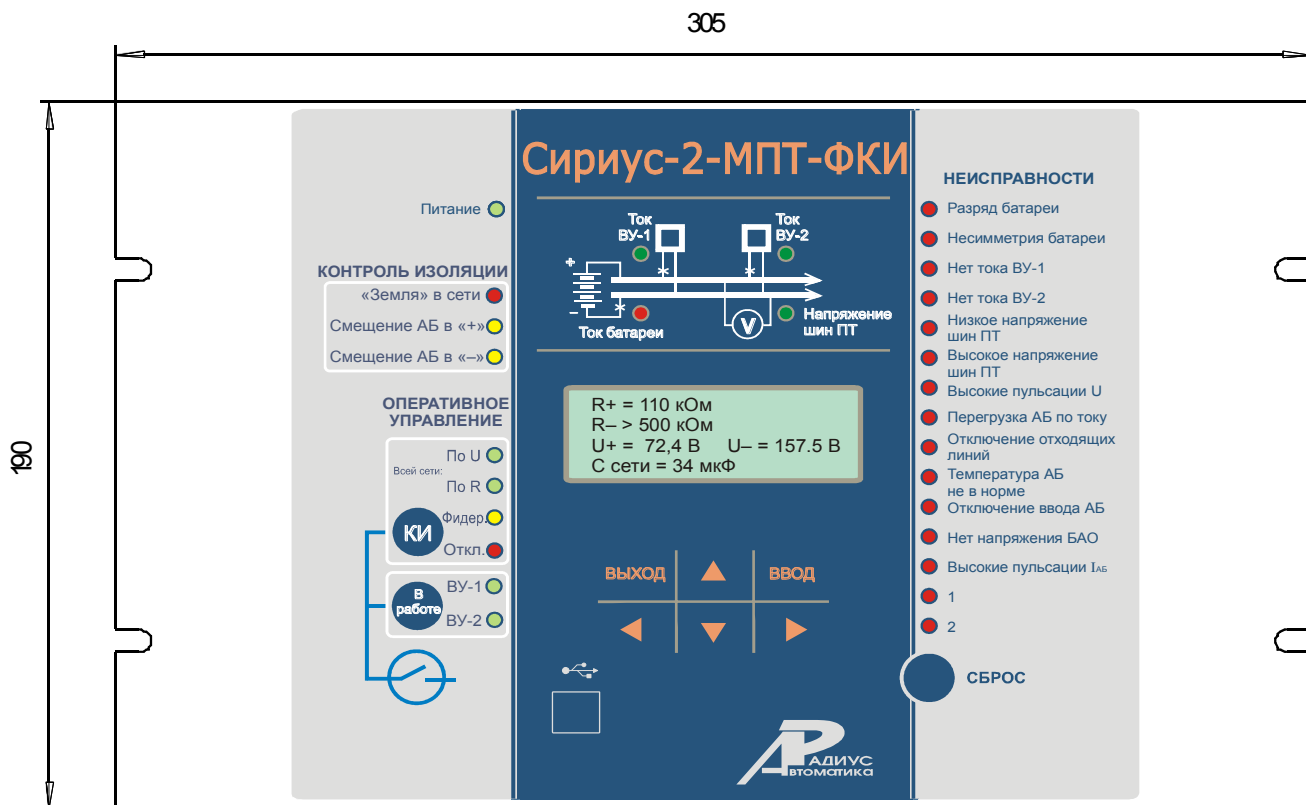 305
190
Сириус-2-МПТ-ФКИ
Питание
КОНТРОЛЬ ИЗОЛЯЦИИ
«Земля» в сети
Смещение АБ в «+»
Смещение АБ в «–»
ОПЕРАТИВНОЕ
УПРАВЛЕНИЕ
По U
Всей сети:
По R
Фидер.
КИ
Откл.
В
работе
ВУ-1
ВУ-2
Ток
ВУ-1
Ток
ВУ-2
+
–
Ток батареи
V
Напряжение
шин ПТ
R+ = 110 кОм
R– > 500 кОм
U+ = 72,4 В U– = 157.5 В
С сети = 34 мкФ
ВЫХОД
ВВОД
РАДИУС
Автоматика
НЕИСПРАВНОСТИ
Разряд батареи
Несимметрия батареи
Нет тока ВУ-1
Нет тока ВУ-2
Низкое напряжение
шин ПТ
Высокое напряжение
шин ПТ
Высокие пульсации U
Перегрузка АБ по току
Отключение отходящих
линий
Температура АБ
не в норме
Отключение ввода АБ
Нет напряжения БАО
Высокие пульсации IАБ
1
2
СБРОС